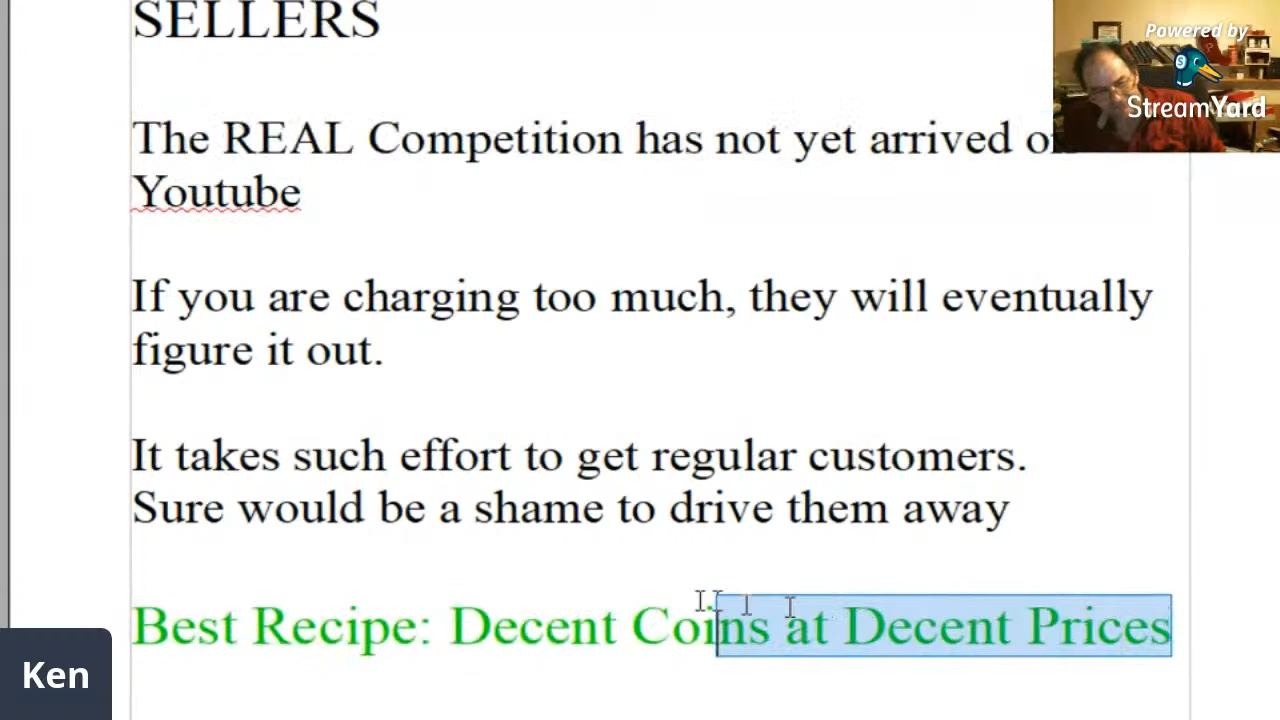 SELLERS
Powered by
StreamYard
The REAL Competition has not yet arrived
Youtube
If you are charging too much, they will eventually
figure it out.
It takes such effort to get regular customers.
Sure would be a shame to drive them away
Best Recipe: Decent Coins at Decent Prices
Ken